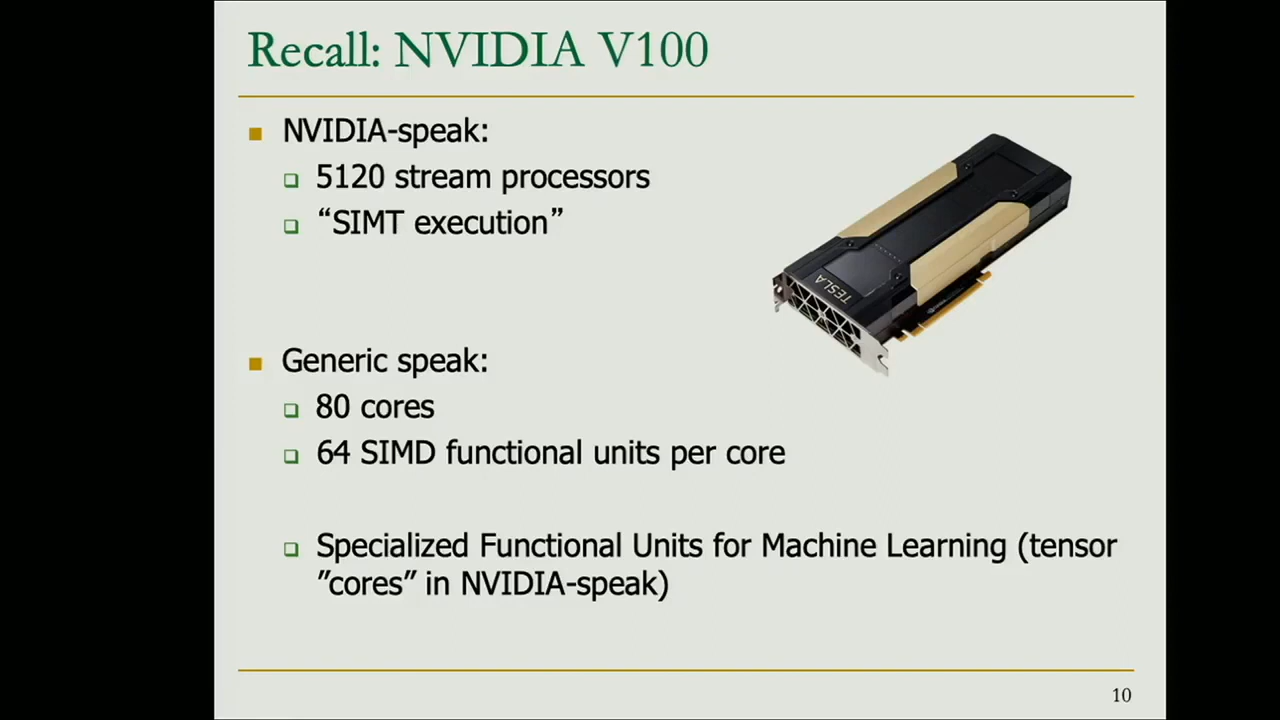 Recall: NVIDIA V100
NVIDIA-speak:
5120 stream processors
“SIMT execution”
TESLA
Generic speak:
80 cores
64 SIMD functional units per core
Specialized Functional Units for Machine Learning (tensor
”cores” in NVIDIA-speak)
10